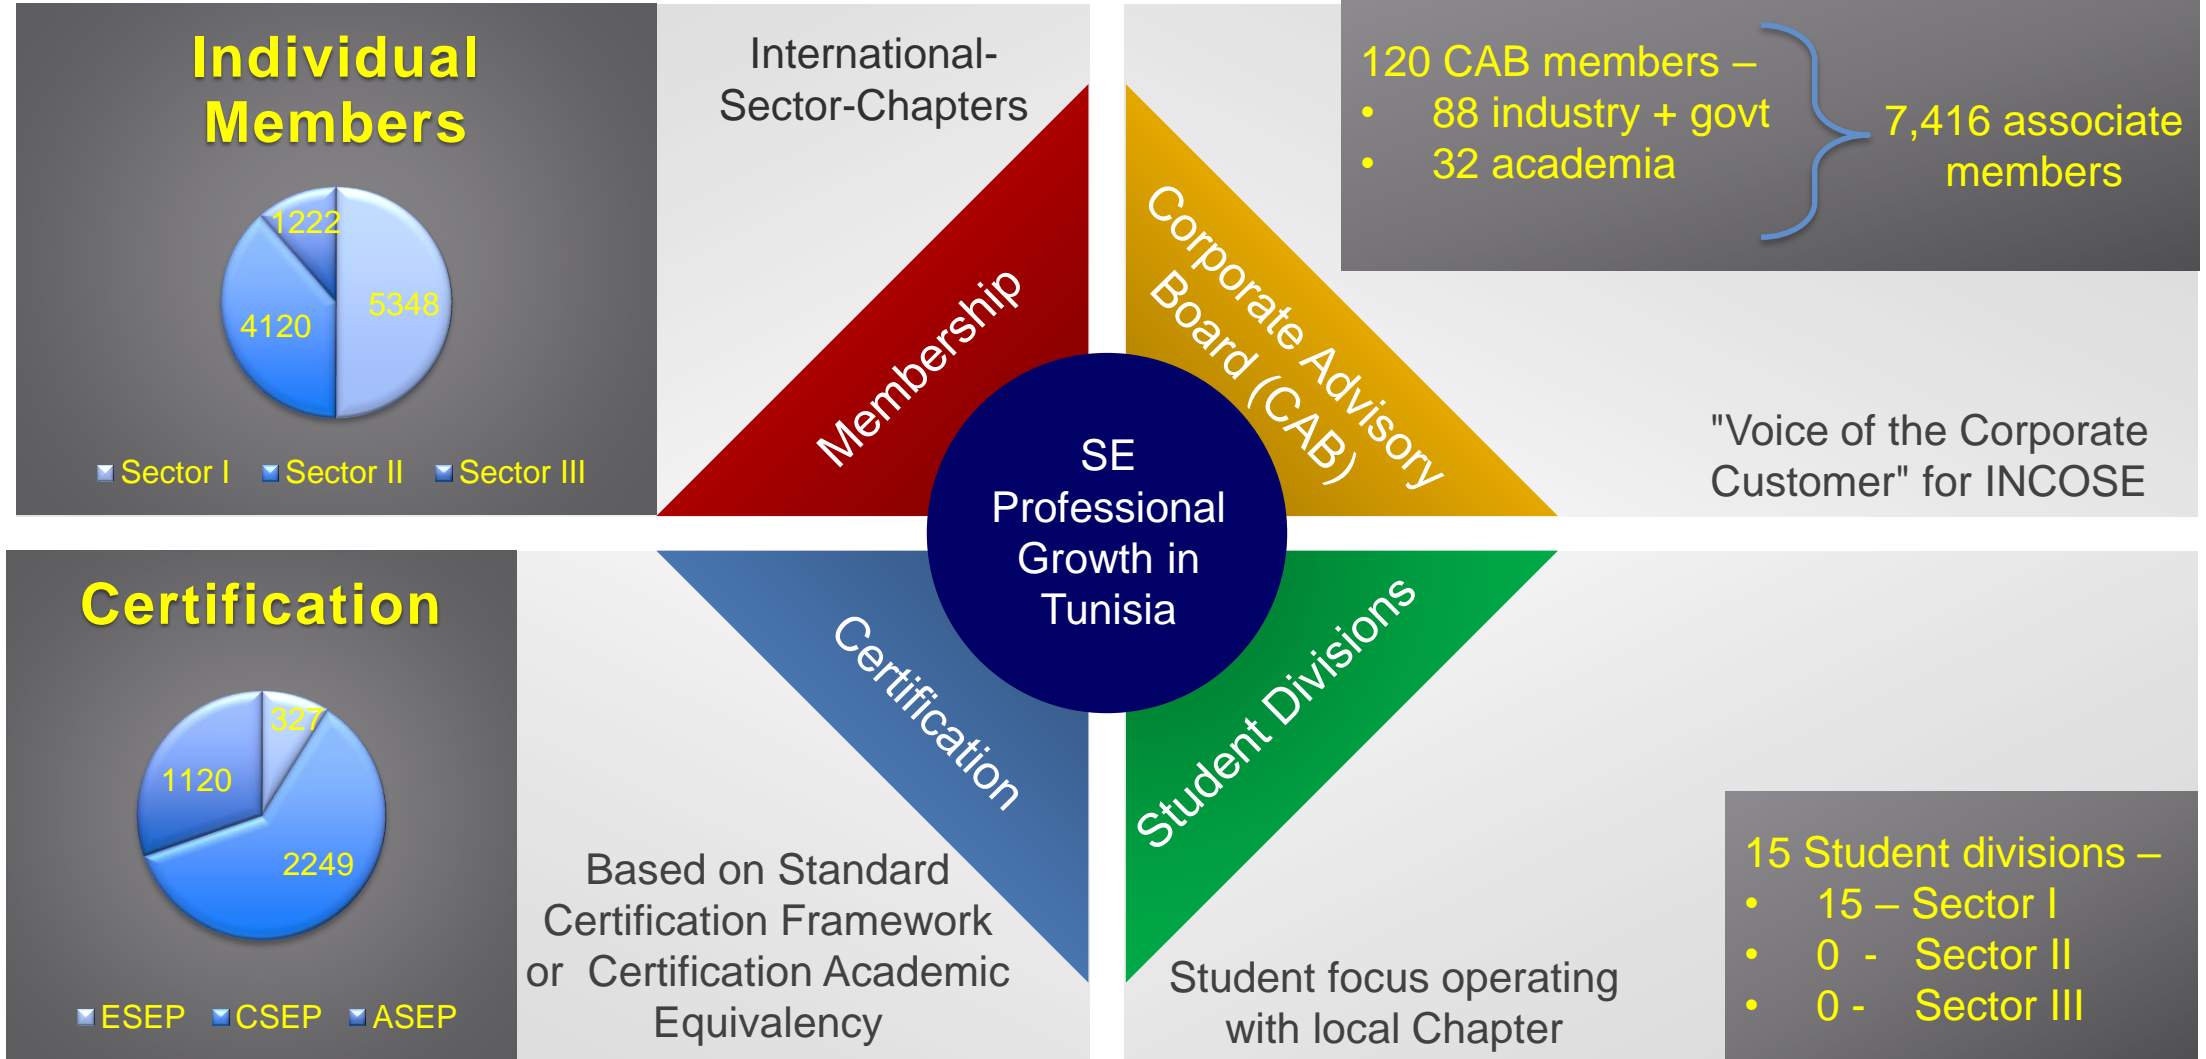 Individual
Members
1222
5348
4120
Sector I Sector II Sector III
International-
Sector-Chapters
Membership
120 CAB members –
• 88 industry + govt
• 32 academia
7,416 associate
members
Corporate Advisory
Board (CAB)
"Voice of the Corporate
Customer" for INCOSE
SE
Professional
Growth in
Tunisia
Certification
327
1120
2249
ESEP CSEP ASEP
Certification
Based on Standard
Certification Framework
or Certification Academic
Equivalency
Student Divisions
Student focus operating
with local Chapter
15 Student divisions –
• 15 – Sector I
• 0 - Sector II
• 0 - Sector III